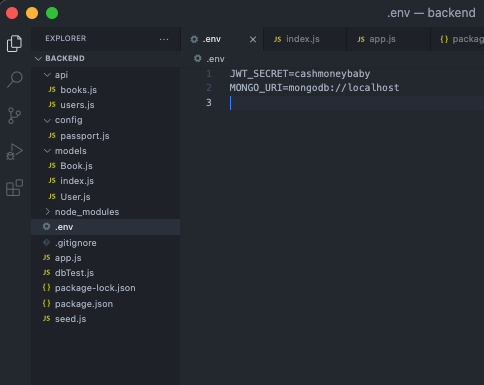 .env — backend
EXPLORER
...
.env
JS index.js
JS app.js
{} packag
BACKEND
.env
api
JS books.js
JS users.js
config
JS passport.js
models
JS Book.js
JS index.js
JS User.js
node_modules
.env
.gitignore
JS app.js
JS dbTest.js
{} package-lock.json
{} package.json
JS seed.js
1 JWT_SECRET=cashmoneybaby
2 MONGO_URI=mongodb://localhost
3